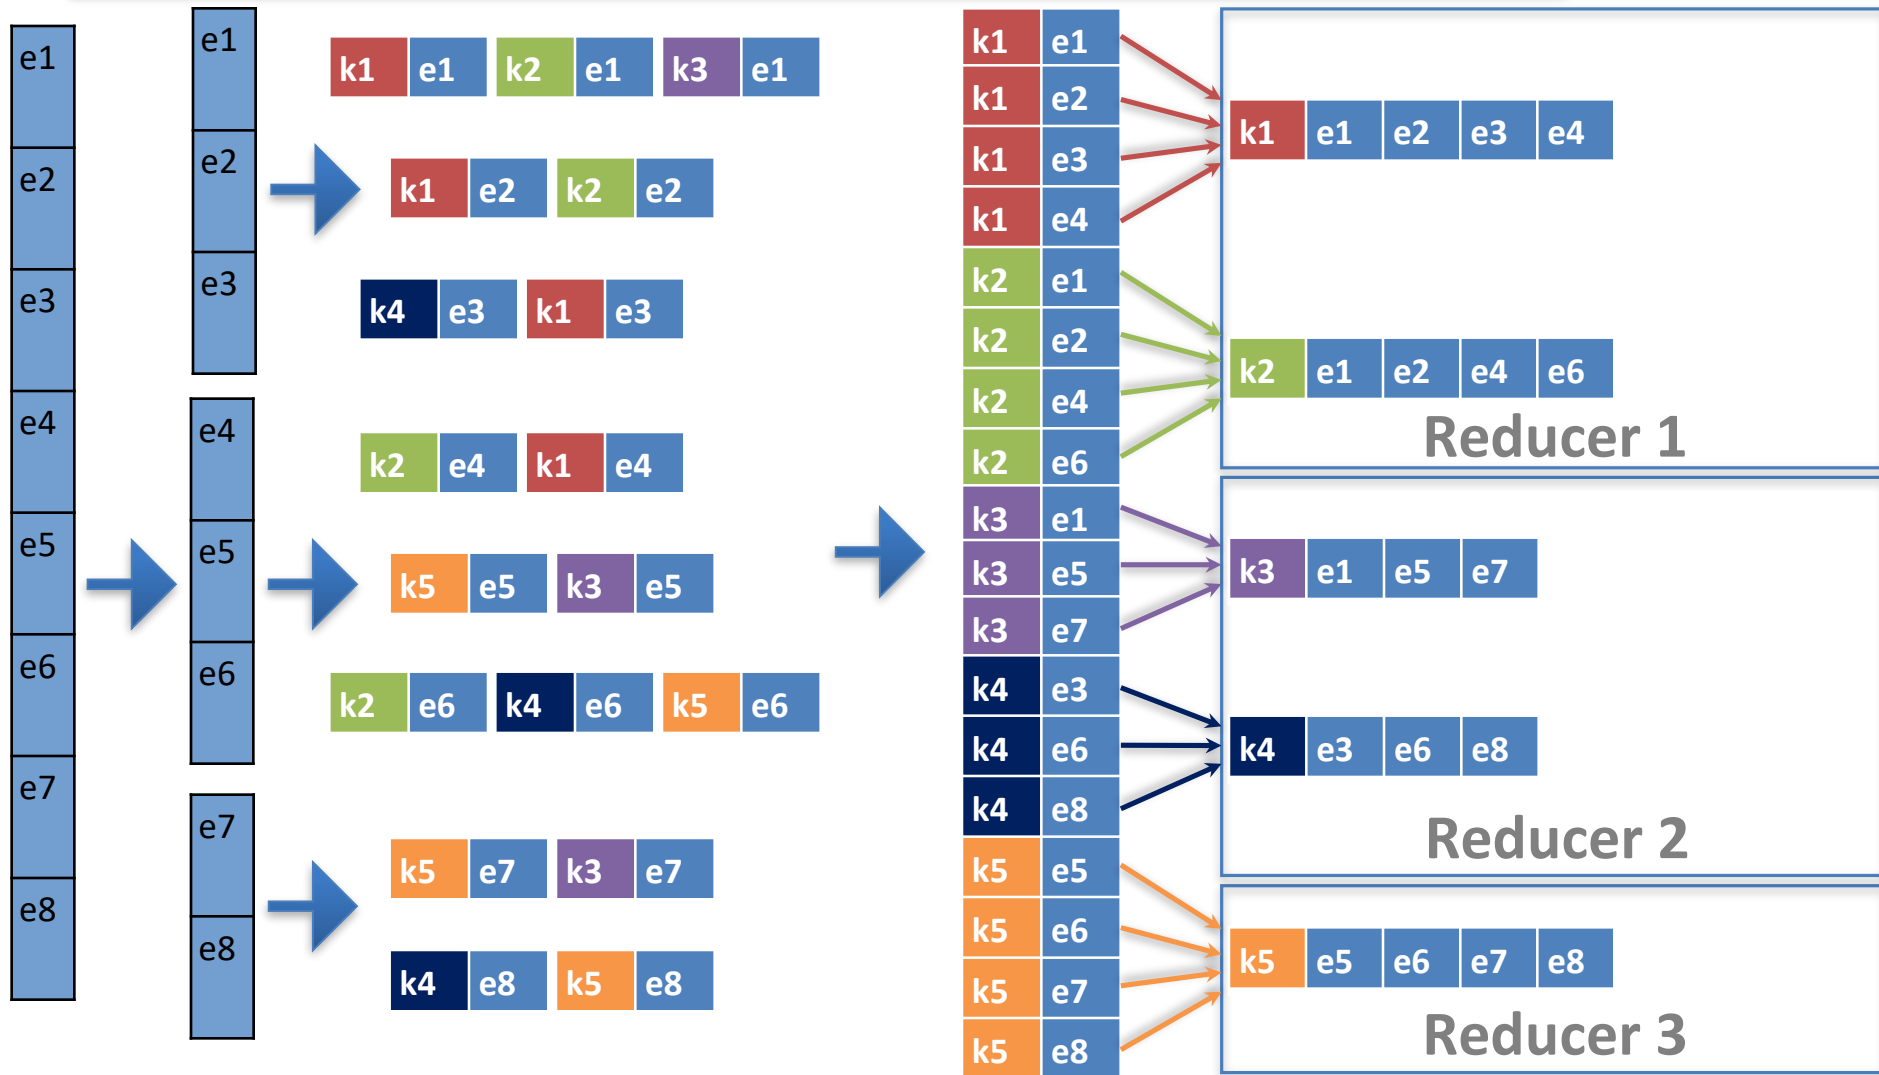 e1
e2
e3
e4
e5
e6
e7
e8
e1
e2
e3
e4
e5
e6
e7
e8
k1 e1 k2 e1 k3 e1
k1 e2 k2 e2
k4 e3 k1 e3
k2 e4 k1 e4
k5 e5 k3 e5
k2 e6 k4 e6 k5 e6
k5 e7 k3 e7
k4 e8 k5 e8
k1 e1
k1 e2
k1 e3
k1 e4
k2 e1
k2 e2
k2 e4
k2 e6
k3 e1
k3 e5
k3 e7
k4 e3
k4 e6
k4 e8
k5 e5
k5 e6
k5 e7
k5 e8
k1 e1 e2 e3 e4
k2 e1 e2 e4 e6
Reducer 1
k3 e1 e5 e7
k4 e3 e6 e8
Reducer 2
k5 e5 e6 e7 e8
Reducer 3